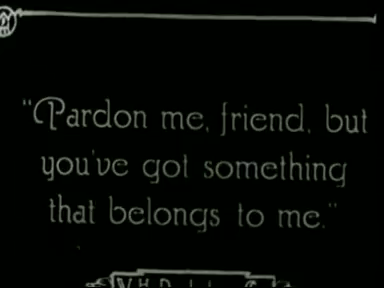 "Pardon me, friend, but
you've got something
that belongs to me."